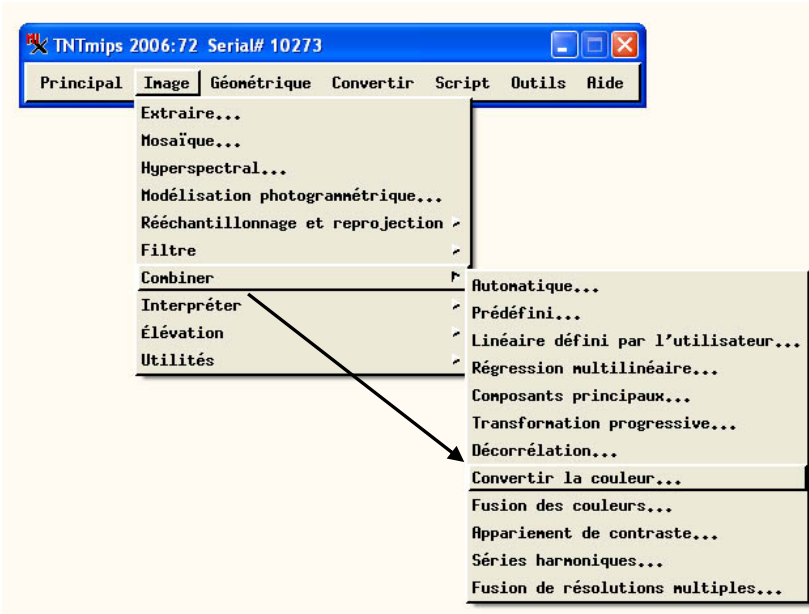 TNTmips 2006:72 Serial# 10273
Principal Image Géométrique Convertir Script Outils Aide
Extraire...
Mosaïque...
Hyperspectral...
Modélisation photogrammétrique...
Rééchantillonnage et reprojection
Filtre
Combiner
Interpréter
Élévation
Utilités
Automatique...
Prédéfini...
Linéaire défini par l'utilisateur...
Régression multilinéaire...
Composants principaux...
Transformation progressive...
Décorrélation...
Convertir la couleur...
Fusion des couleurs...
Appariement de contraste...
Séries harmoniques...
Fusion de résolutions multiples...